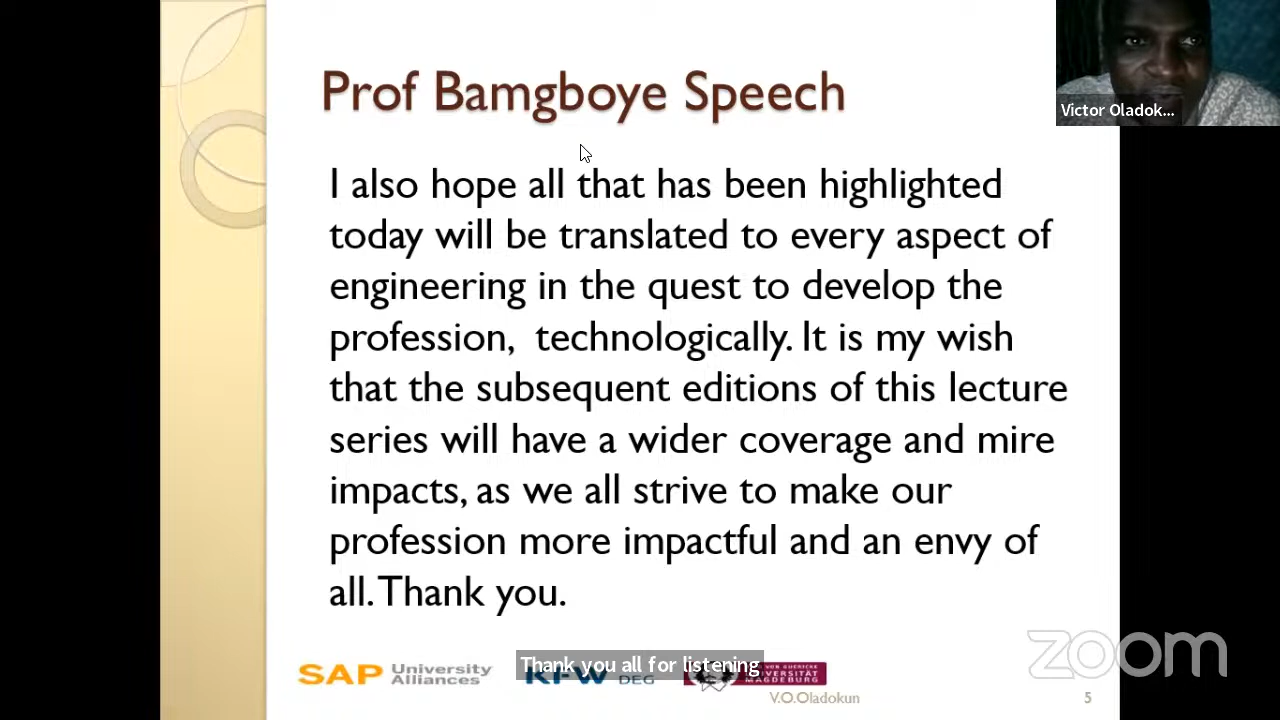 Prof Bamgboye Speech
Victor Oladok...
I also hope all that has been highlighted
today will be translated to every aspect of
engineering in the quest to develop the
profession,  technologically. It is my wish
that the subsequent editions of this lecture
series will have a wider coverage and mire
impacts, as we all strive to make our
profession more impactful and an envy of
all. Thank you.
SAP University
Alliances
Thank you all for listening
KFW DEG
UNIVERSITÄT
MAGDEBURG
V.O.Oladokun
5
zoom